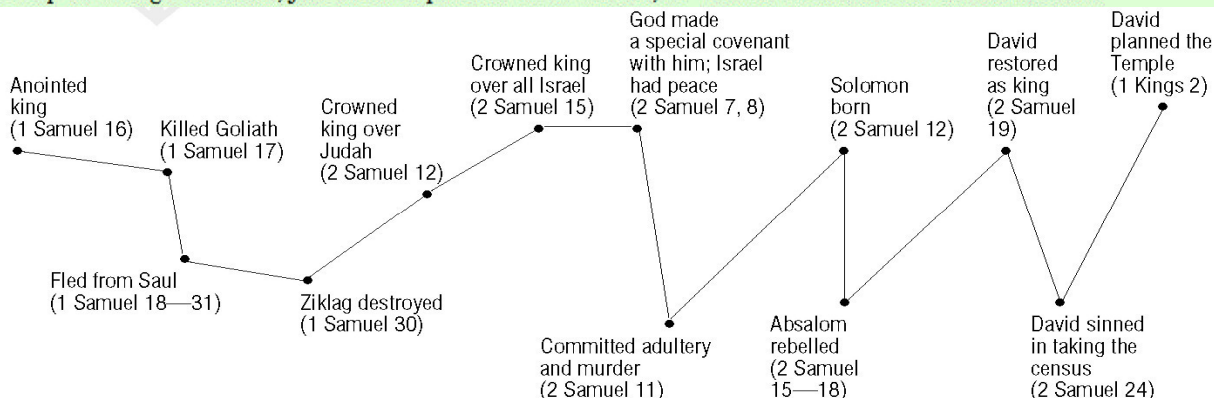 Anointed
king
(1 Samuel 16)
Killed Goliath
(1 Samuel 17)
Fled from Saul
(1 Samuel 18—31)
Ziklag destroyed
(1 Samuel 30)
Crowned
king over
Judah
(2 Samuel 12)
Crowned king
over all Israel
(2 Samuel 15)
God made
a special covenant
with him; Israel
had peace
(2 Samuel 7, 8)
Committed adultery
and murder
(2 Samuel 11)
Solomon
born
(2 Samuel 12)
Absalom
rebelled
(2 Samuel
15—18)
David
restored
as king
(2 Samuel
19)
David sinned
in taking the
census
(2 Samuel 24)
David
planned the
Temple
(1 Kings 2)